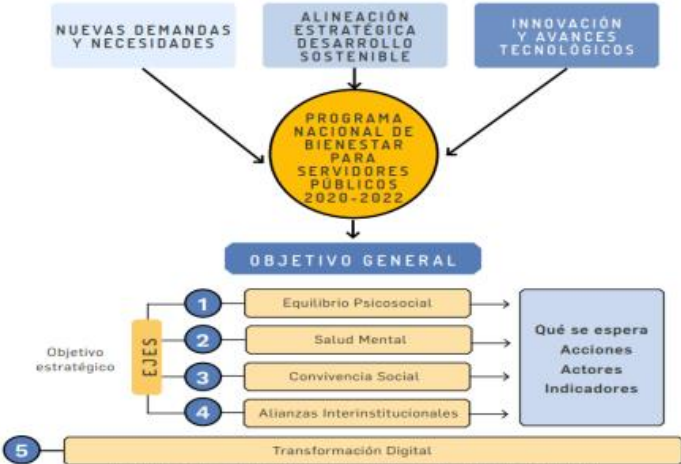 NUEVAS DEMANDAS
Y NECESIDADES
ALINEACIÓN
ESTRATÉGICA
DESARROLLO
SOSTENIBLE
INNOVACIÓN
Y AVANCES
TECNOLÓGICOS
PROGRAMA
NACIONAL DE
BIENESTAR
PARA
SERVIDORES
PÚBLICOS
2020-2022
OBJETIVO GENERAL
Objetivo
estratégico
EJES
1
Equilibrio Psicosocial
2
Salud Mental
3
Convivencia Social
4
Alianzas Interinstitucionales
Qué se espera
Acciones
Actores
Indicadores
5
Transformación Digital